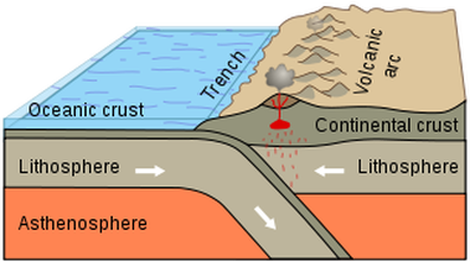 Trench
Volcanic
arc
Oceanic crust
Continental crust
Lithosphere
Lithosphere
Asthenosphere